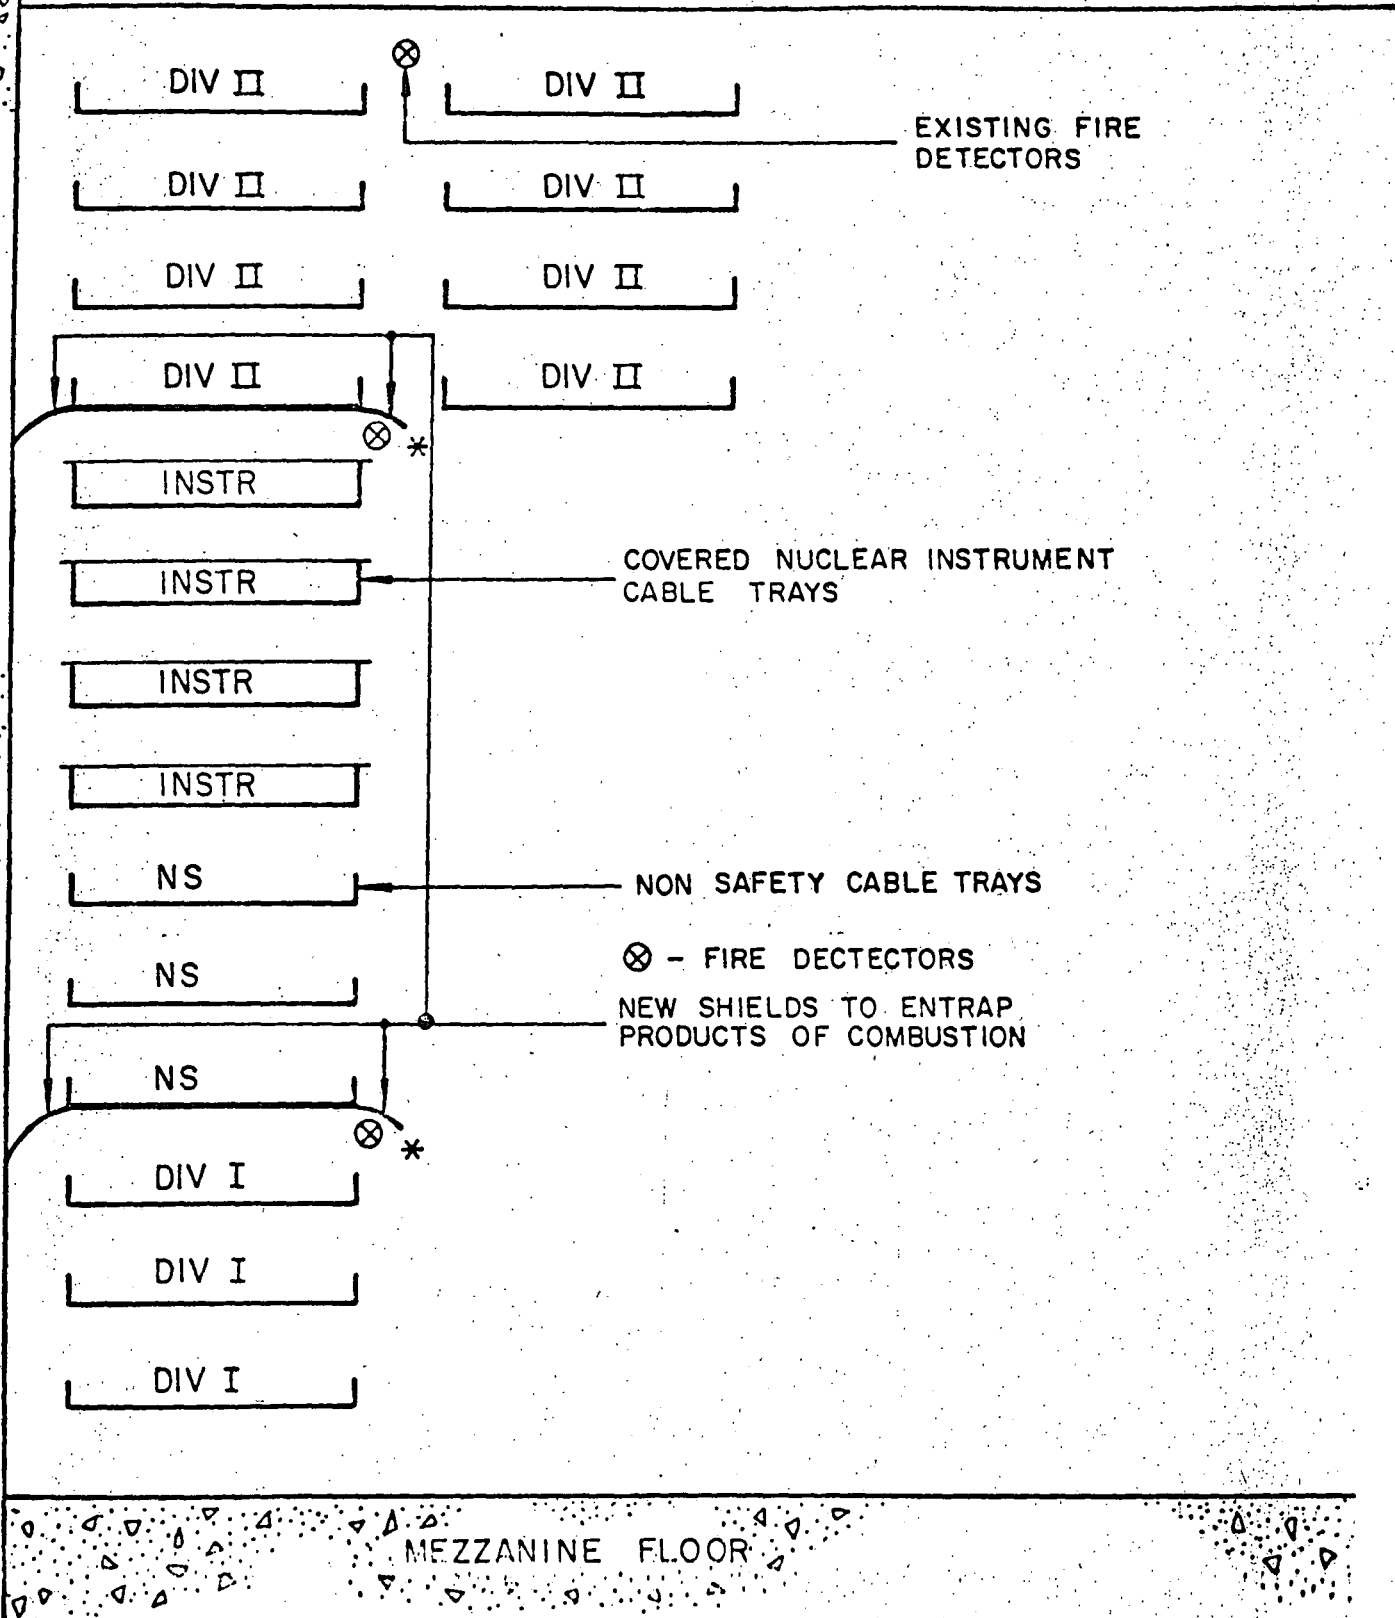 DIV II DIV II
EXISTING FIRE
DETECTORS
DIV II DIV II
DIV II DIV II
DIV II DIV II
*
INSTR
COVERED NUCLEAR INSTRUMENT
INSTR
CABLE TRAYS
INSTR
INSTR
NS
NON SAFETY CABLE TRAYS
⊗ - FIRE DECTECTORS
NS
NEW SHIELDS TO ENTRAP
PRODUCTS OF COMBUSTION
NS
*
DIV I
DIV I
DIV I
MEZZANINE FLOOR